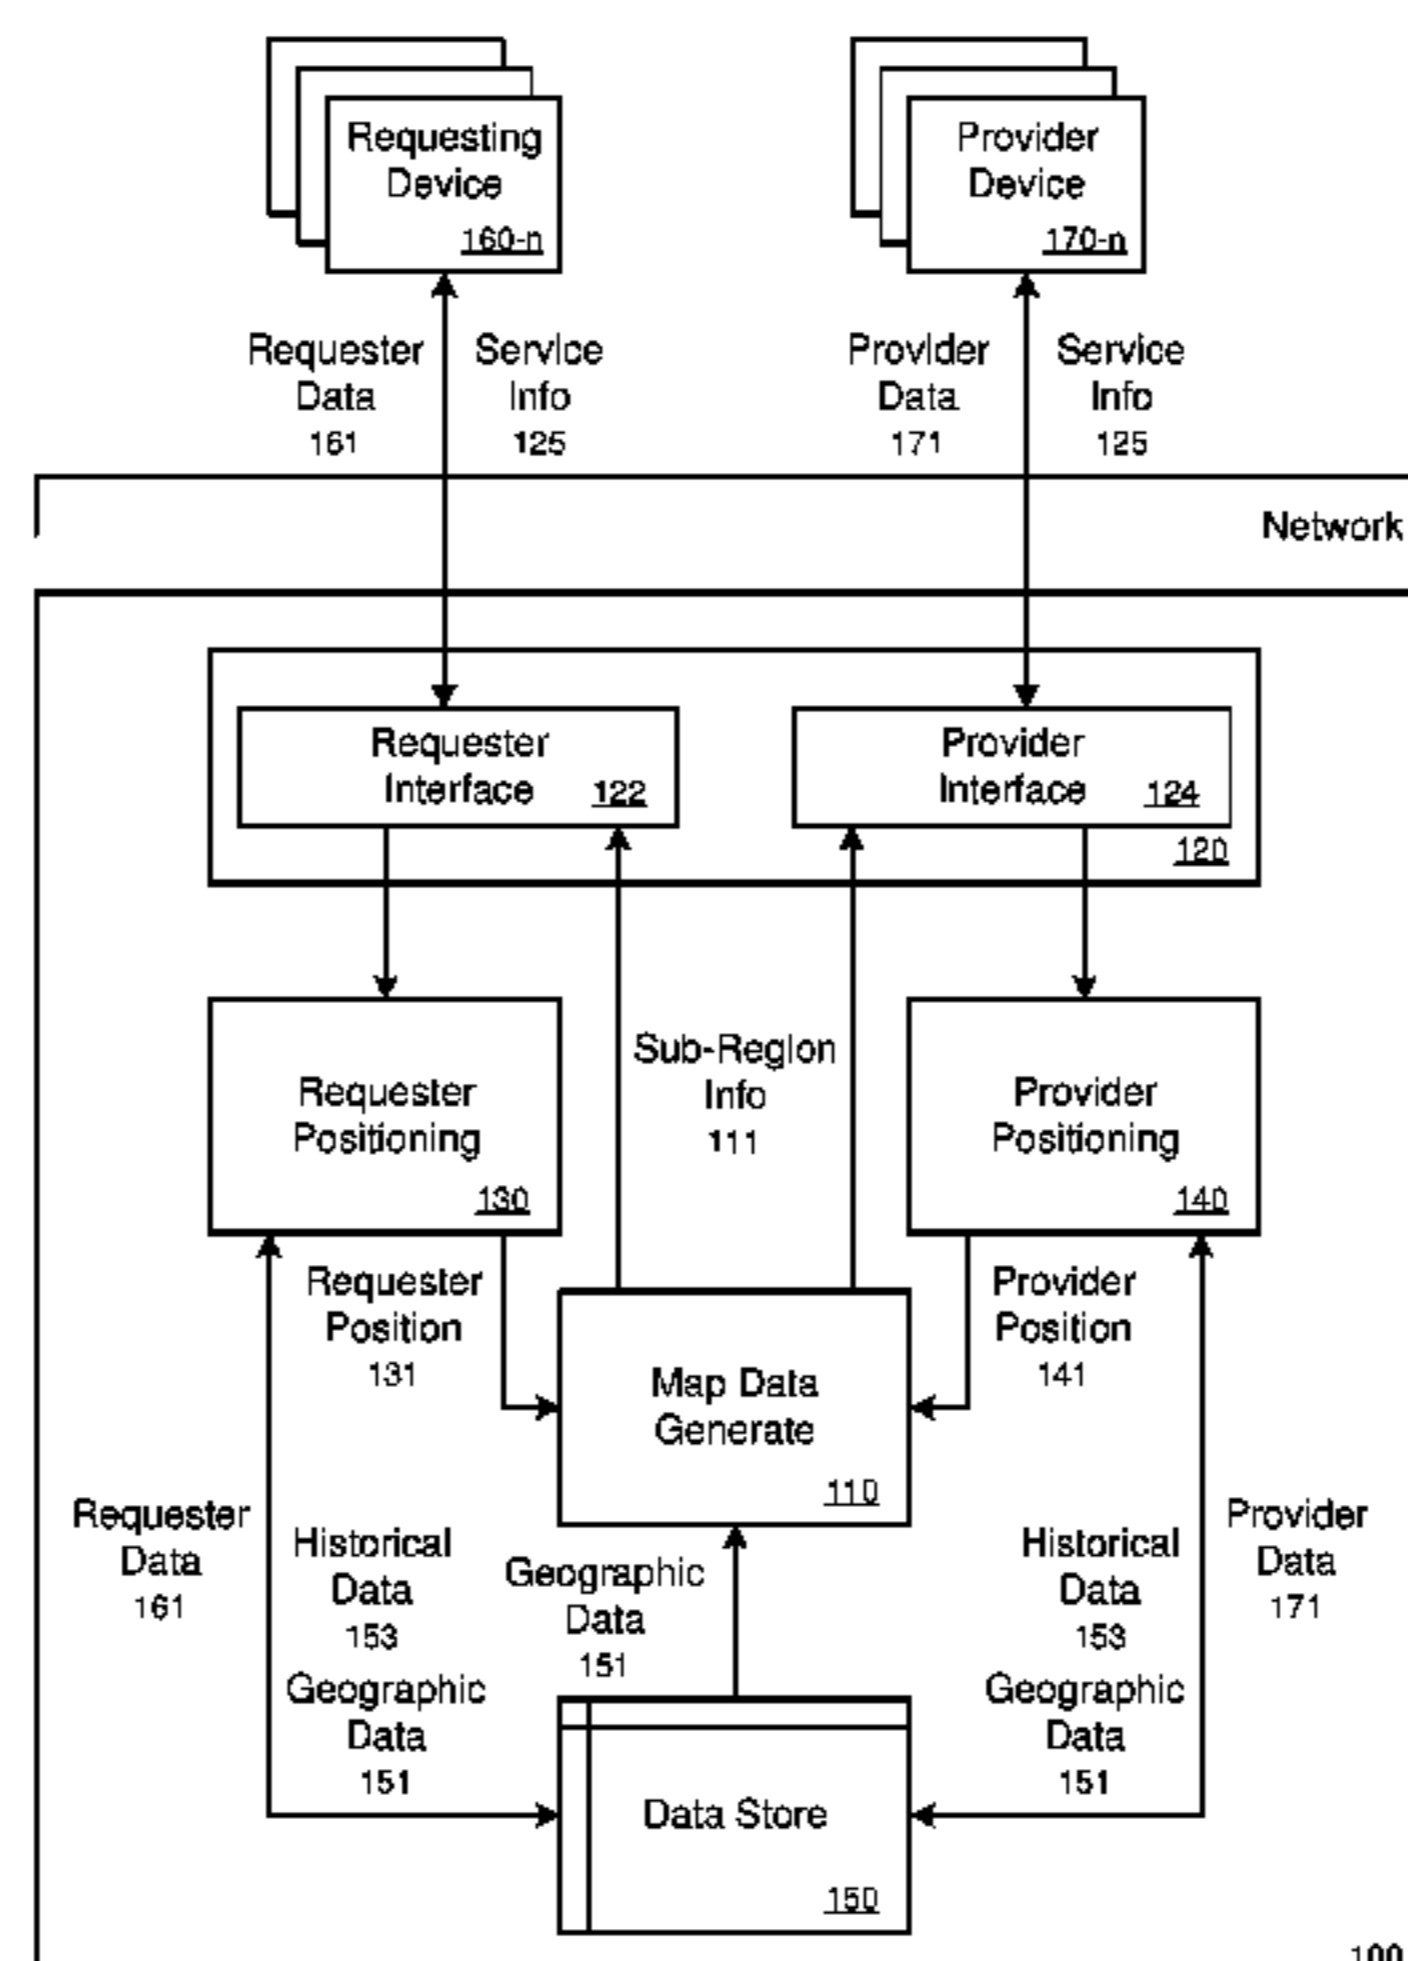 Requesting
Device
160-n
Provider
Device
170-n
Requester
Data
161
Service
Info
125
Provider
Data
171
Service
Info
125
Network
Requester
Interface 122
Provider
Interface 124
120
Requester
Positioning
130
Sub-Region
Info
111
Provider
Positioning
140
Requester
Position
131
Map Data
Generate
110
Provider
Position
141
Requester
Data
161
Historical
Data
153
Geographic
Data
151
Geographic
Data
151
Historical
Data
153
Geographic
Data
151
Provider
Data
171
Data Store
150
100